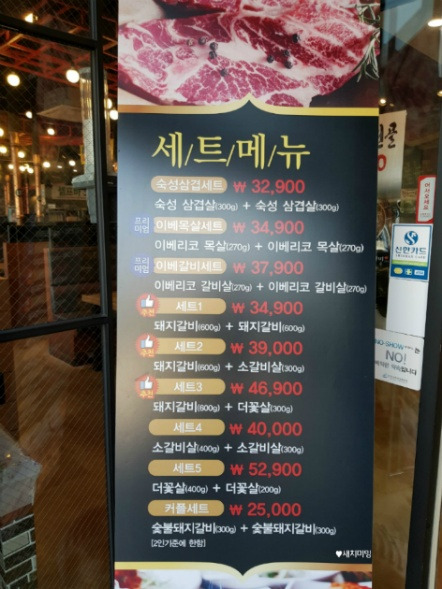 세/트/메/뉴
숙성삼겹세트 ₩ 32,900
숙성 삼겹살(300g) + 숙성 삼겹살(300g)
프리미엄 이베목살세트 ₩ 34,900
이베리코 목살(270g) + 이베리코 목살(270g)
프리미엄 이베갈비세트 ₩ 37,900
이베리코 갈비살(270g) + 이베리코 갈비살(270g)
추천 세트1 ₩ 34,900
돼지갈비(600g) + 돼지갈비(600g)
추천 세트2 ₩ 39,000
돼지갈비(600g) + 소갈비살(300g)
추천 세트3 ₩ 46,900
돼지갈비(600g) + 더꽃살(300g)
세트4 ₩ 40,000
소갈비살(400g) + 소갈비살(300g)
세트5 ₩ 52,900
더꽃살(400g) + 더꽃살(200g)
커플세트 ₩ 25,000
숯불돼지갈비(300g) + 숯불돼지갈비(300g)
[2인기준에 한함]
♥새치미밍
어서오세요
신한카드
NO-SHOW
NO!